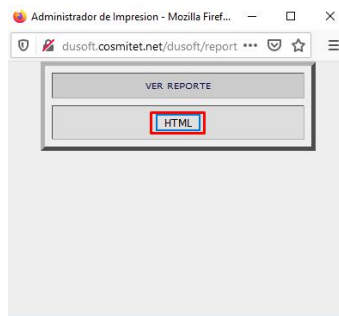 Administrador de Impresion - Mozilla Firef...
dusoft.cosmitet.net/dusoft/report
VER REPORTE
HTML